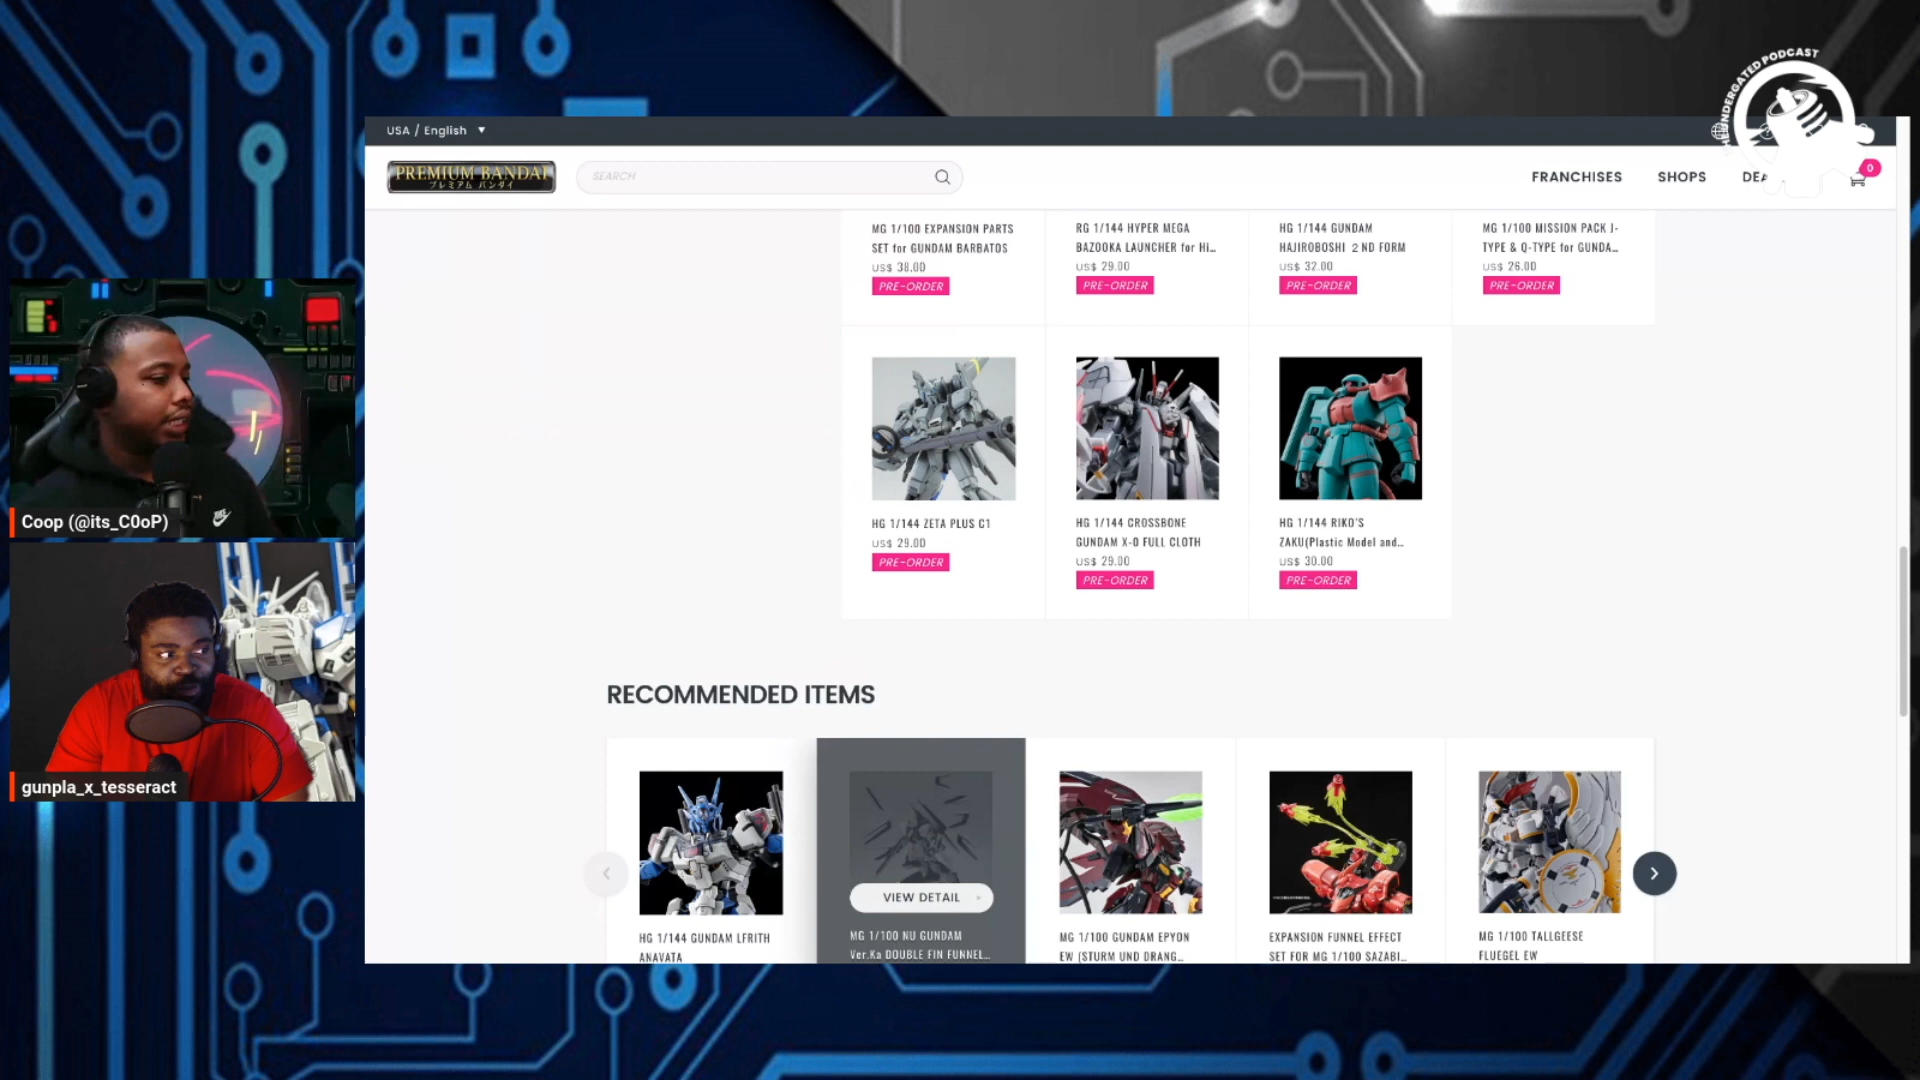 THE UNDERGATED PODCAST
USA / English
PREMIUM BANDAI
プレミアム バンダイ
SEARCH
FRANCHISES
SHOPS
DEA
0
MG 1/100 EXPANSION PARTS
SET for GUNDAM BARBATOS
US$ 38.00
PRE-ORDER
RG 1/144 HYPER MEGA
BAZOOKA LAUNCHER for Hi...
US$ 29.00
PRE-ORDER
HG 1/144 GUNDAM
HAJIROBOSHI 2ND FORM
US$ 32.00
PRE-ORDER
MG 1/100 MISSION PACK J-
TYPE & Q-TYPE for GUNDA...
US$ 26.00
PRE-ORDER
HG 1/144 ZETA PLUS C1
US$ 29.00
PRE-ORDER
HG 1/144 CROSSBONE
GUNDAM X-0 FULL CLOTH
US$ 29.00
PRE-ORDER
HG 1/144 RIKO'S
ZAKU(Plastic Model and...
US$ 30.00
PRE-ORDER
Coop (@its_C0oP)
gunpla_x_tesseract
RECOMMENDED ITEMS
HG 1/144 GUNDAM LFRITH
ANAVATA
VIEW DETAIL
MG 1/100 NU GUNDAM
Ver.Ka DOUBLE FIN FUNNEL...
MG 1/100 GUNDAM EPYON
EW (STURM UND DRANG...
EXPANSION FUNNEL EFFECT
SET FOR MG 1/100 SAZABI...
MG 1/100 TALLGEESE
FLUEGEL EW